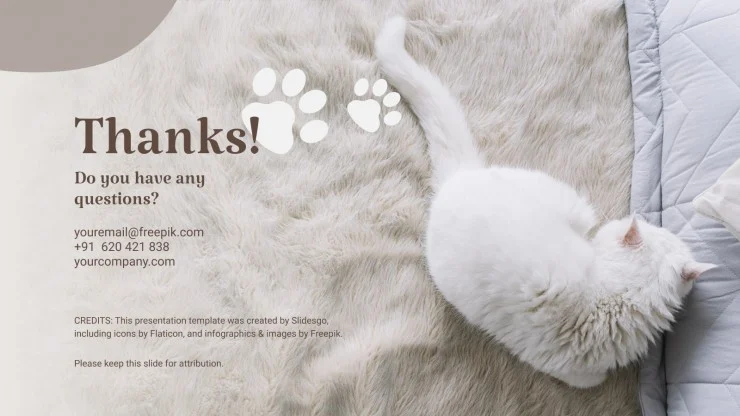 Thanks!
Do you have any
questions?
youremail@freepik.com
+91 620 421 838
yourcompany.com
CREDITS: This presentation template was created by Slidesgo,
including icons by Flaticon, and infographics & images by Freepik.
Please keep this slide for attribution.